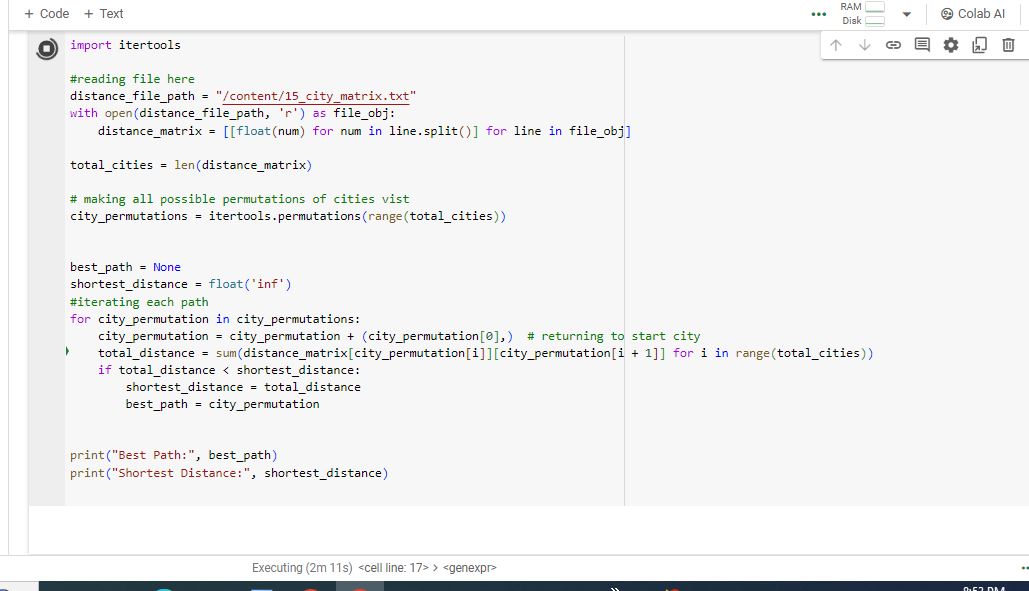 + Code + Text
RAM
Disk
Colab AI
import itertools
#reading file here
distance_file_path = "/content/15_city_matrix.txt"
with open(distance_file_path, 'r') as file_obj:
    distance_matrix = [[float(num) for num in line.split()] for line in file_obj]
total_cities = len(distance_matrix)
# making all possible permutations of cities vist
city_permutations = itertools.permutations(range(total_cities))
best_path = None
shortest_distance = float('inf')
#iterating each path
for city_permutation in city_permutations:
    city_permutation = city_permutation + (city_permutation[0],)  # returning to start city
    total_distance = sum(distance_matrix[city_permutation[i]][city_permutation[i + 1]] for i in range(total_cities))
    if total_distance < shortest_distance:
        shortest_distance = total_distance
        best_path = city_permutation
print("Best Path:", best_path)
print("Shortest Distance:", shortest_distance)
Executing (2m 11s) <cell line: 17> > <genexpr>